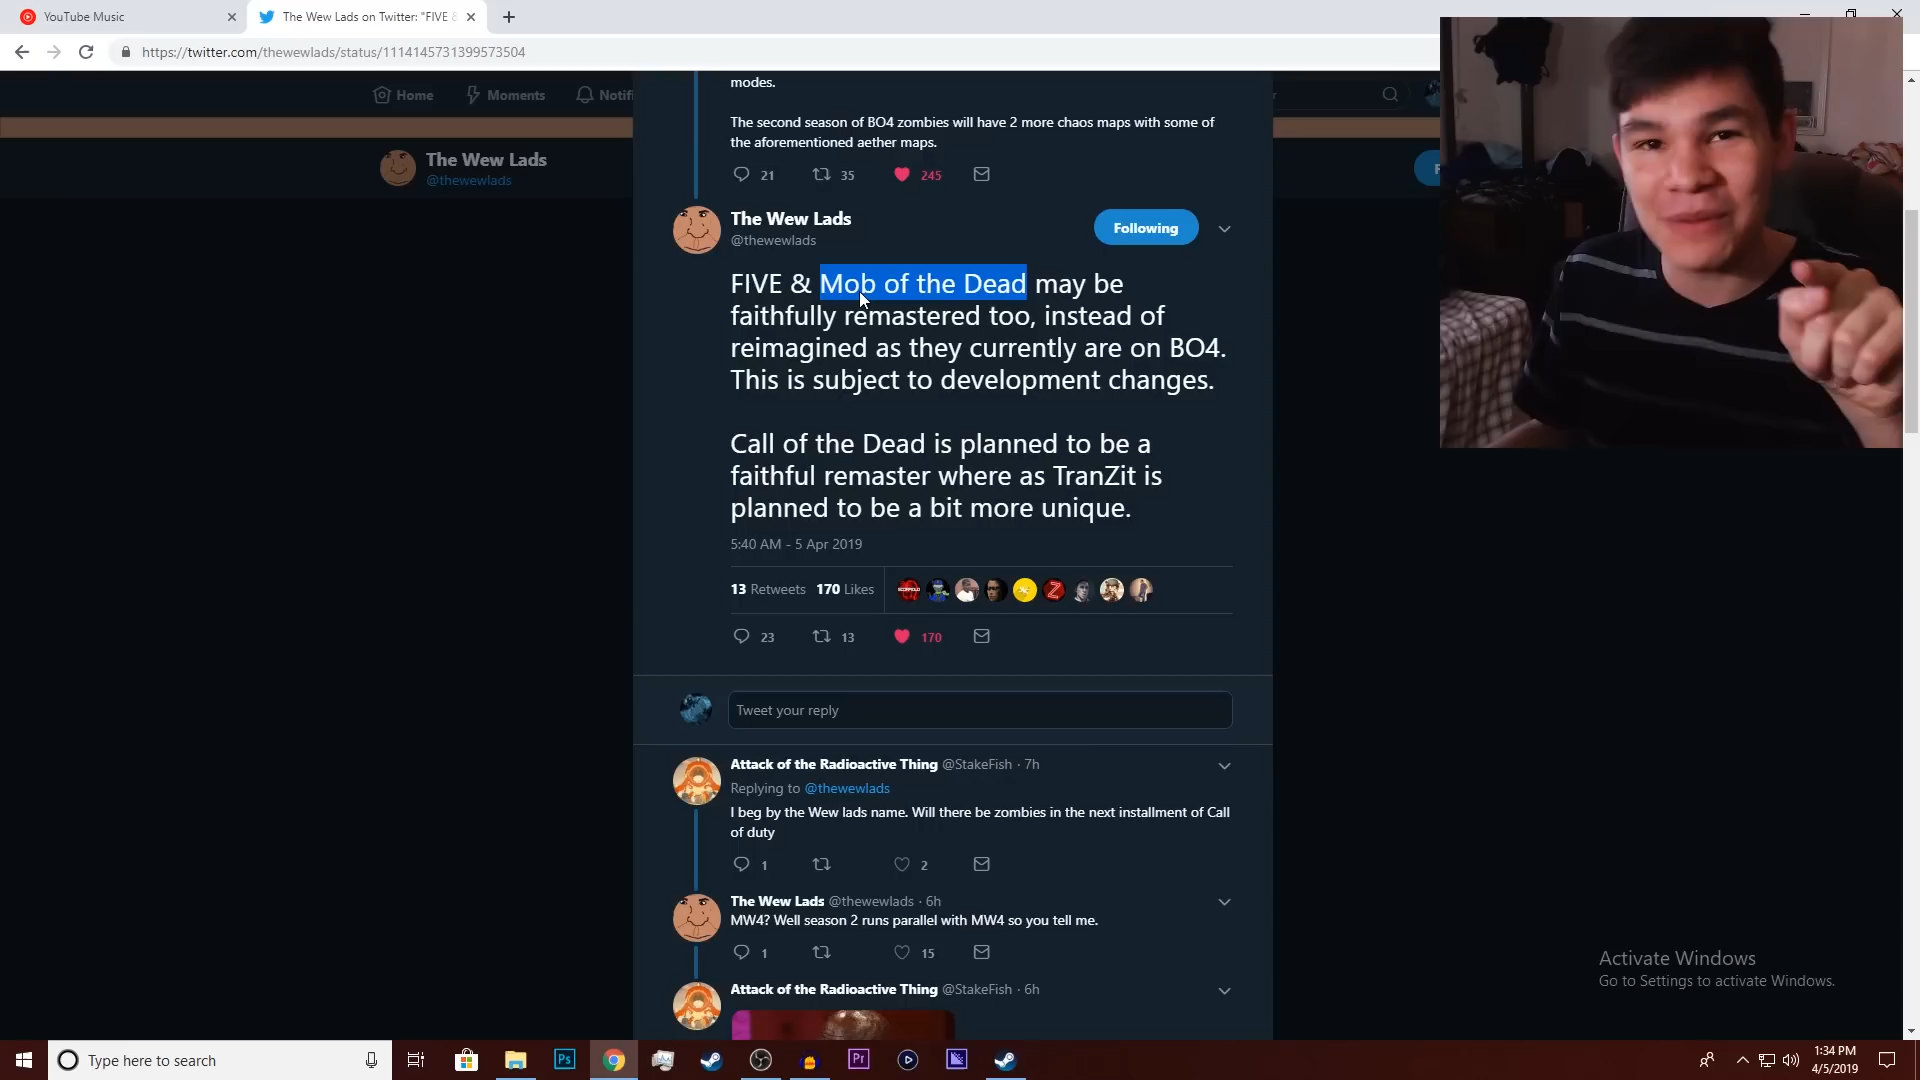 YouTube Music
The Wew Lads on Twitter: "FIVE &
https://twitter.com/thewewlads/status/1114145731399573504
Home
Moments
Notifi
The Wew Lads
@thewewlads
modes.
The second season of BO4 zombies will have 2 more chaos maps with some of
the aforementioned aether maps.
21 35 245
The Wew Lads
@thewewlads
Following
FIVE & Mob of the Dead may be
faithfully remastered too, instead of
reimagined as they currently are on BO4.
This is subject to development changes.
Call of the Dead is planned to be a
faithful remaster where as TranZit is
planned to be a bit more unique.
5:40 AM - 5 Apr 2019
13 Retweets 170 Likes
23 13 170
Tweet your reply
Attack of the Radioactive Thing @StakeFish · 7h
Replying to @thewewlads
I beg by the Wew lads name. Will there be zombies in the next installment of Call
of duty
1 2
The Wew Lads @thewewlads · 6h
MW4? Well season 2 runs parallel with MW4 so you tell me.
1 15
Attack of the Radioactive Thing @StakeFish · 6h
Activate Windows
Go to Settings to activate Windows.
Type here to search
Ps
Pr
1:34 PM
4/5/2019